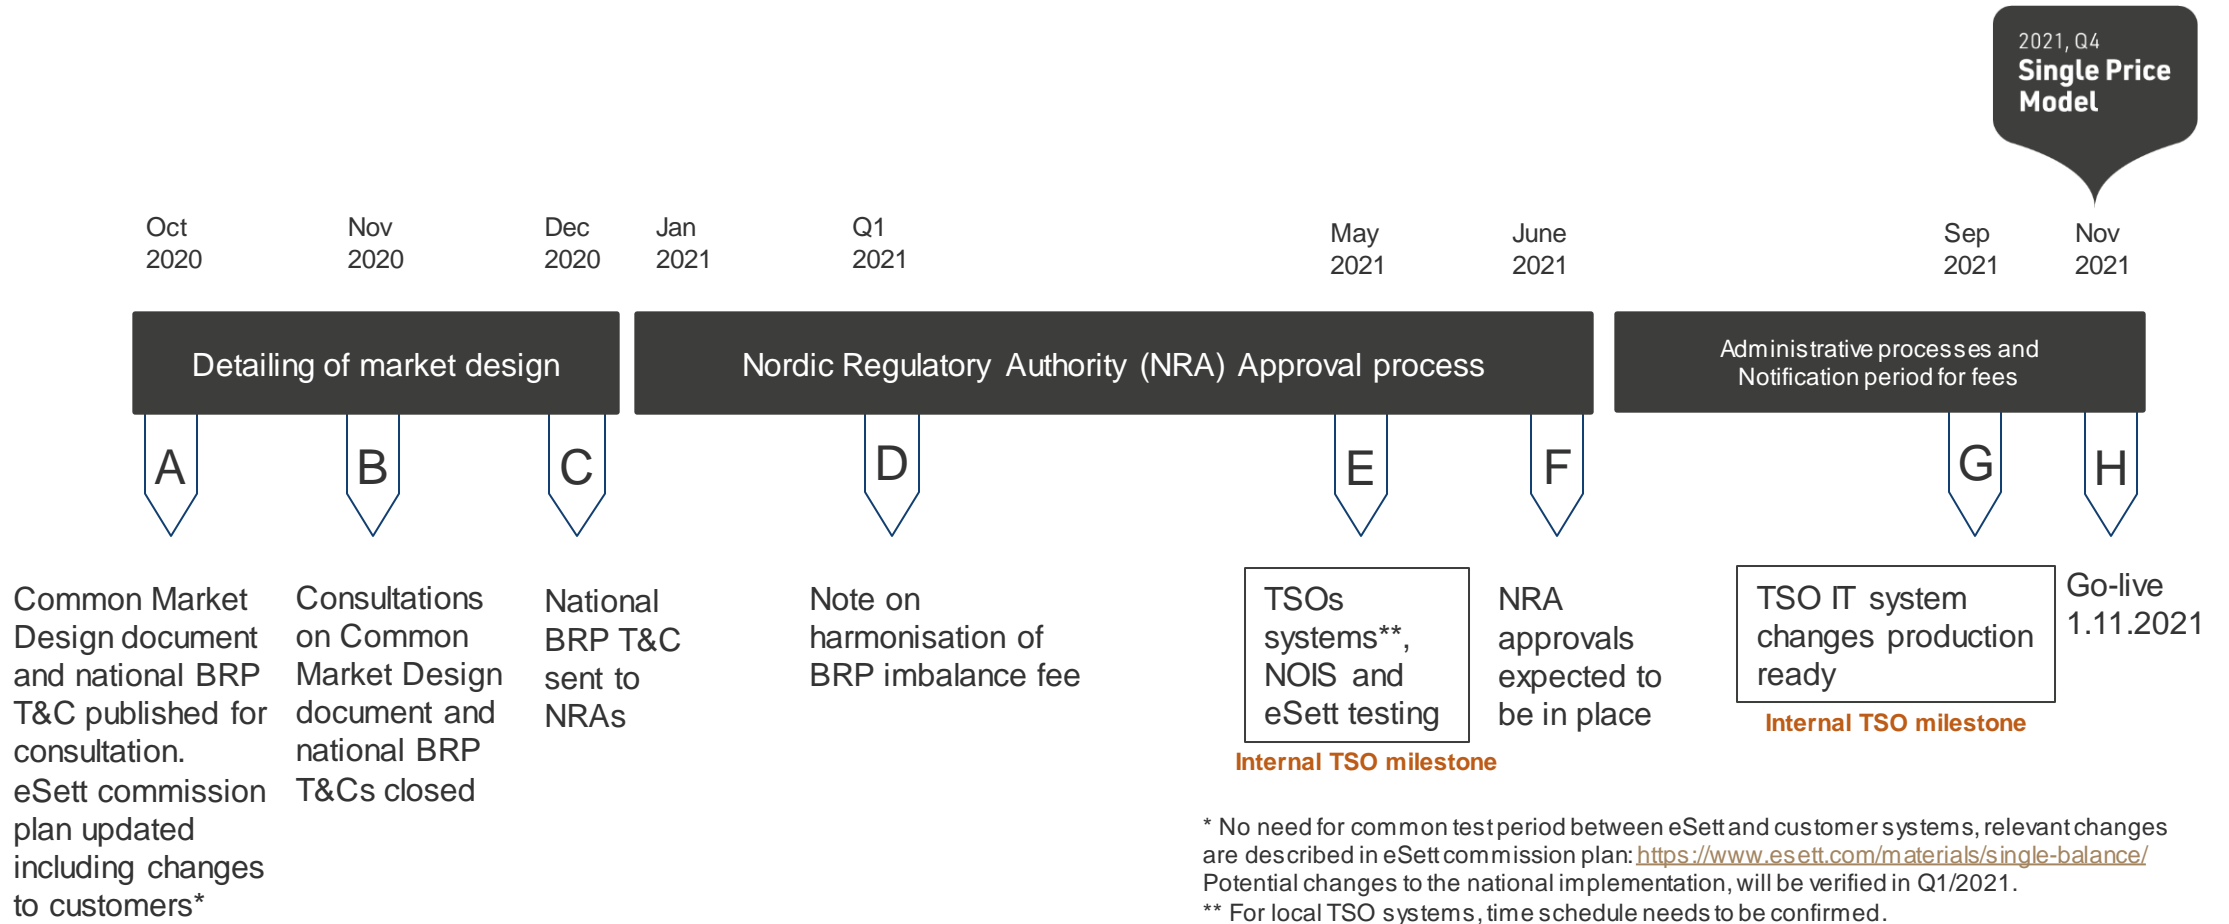 2021, Q4
Single Price
Model
Oct
2020
Nov
2020
Dec
2020
Jan
2021
Q1
2021
May
2021
June
2021
Sep
2021
Nov
2021
Detailing of market design
Nordic Regulatory Authority (NRA) Approval process
Administrative processes and
Notification period for fees
A
B
C
D
E
F
G
H
Common Market
Design document
and national BRP
T&C published for
consultation.
eSett commission
plan updated
including changes
to customers*
Consultations
on Common
Market Design
document and
national BRP
T&Cs closed
National
BRP T&C
sent to
NRAs
Note on
harmonisation of
BRP imbalance fee
TSOs
systems**,
NOIS and
eSett testing
Internal TSO milestone
NRA
approvals
expected to
be in place
TSO IT system
changes production
ready
Internal TSO milestone
Go-live
1.11.2021
* No need for common test period between eSett and customer systems, relevant changes
are described in eSett commission plan: https://www.esett.com/materials/single-balance/
Potential changes to the national implementation, will be verified in Q1/2021.
** For local TSO systems, time schedule needs to be confirmed.